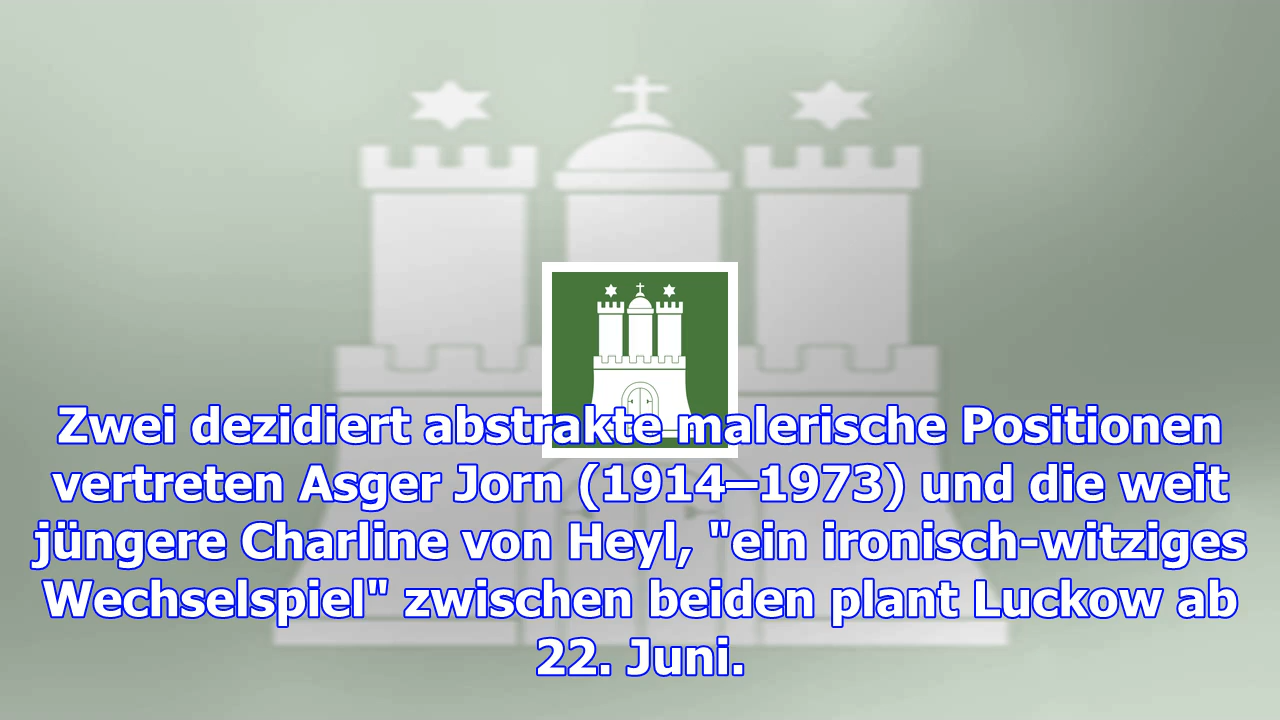 Zwei dezidiert abstrakte malerische Positionen
vertreten Asger Jorn (1914–1973) und die weit
jüngere Charline von Heyl, "ein ironisch-witziges
Wechselspiel" zwischen beiden plant Luckow ab
22. Juni.